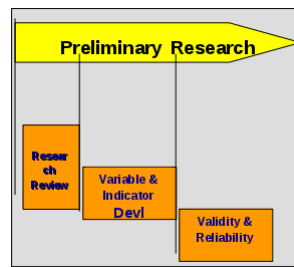 Preliminary Research
Resear
ch
Review
Variable &
Indicator
Devl
Validity &
Reliability